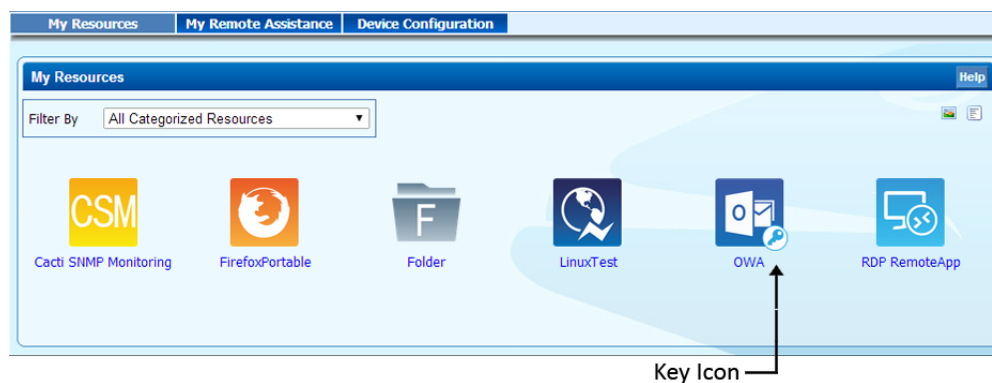 My Resources My Remote Assistance Device Configuration
My Resources Help
Filter By All Categorized Resources
CSM F O
Cacti SNMP Monitoring FirefoxPortable Folder LinuxTest OWA RDP RemoteApp
Key Icon